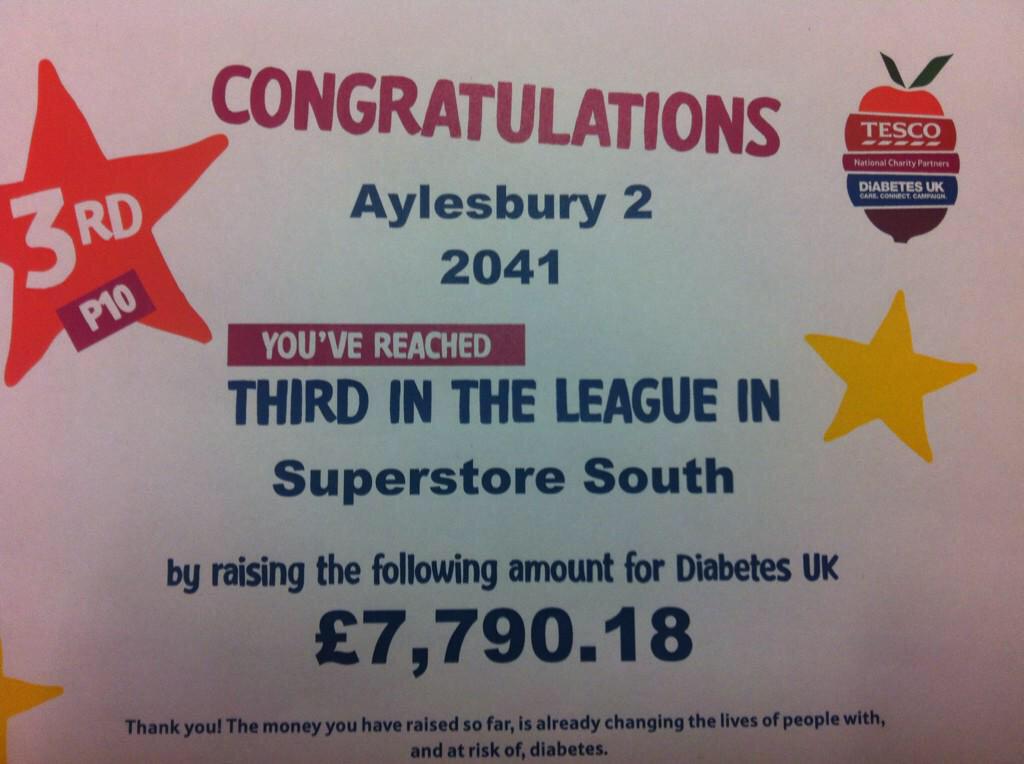 CONGRATULATIONS
TESCO
National Charity Partners
DiABETES UK
CARE. CONNECT. CAMPAIGN.
3RD
P10
Aylesbury 2
2041
YOU'VE REACHED
THIRD IN THE LEAGUE IN
Superstore South
by raising the following amount for Diabetes UK
£7,790.18
Thank you! The money you have raised so far, is already changing the lives of people with,
and at risk of, diabetes.